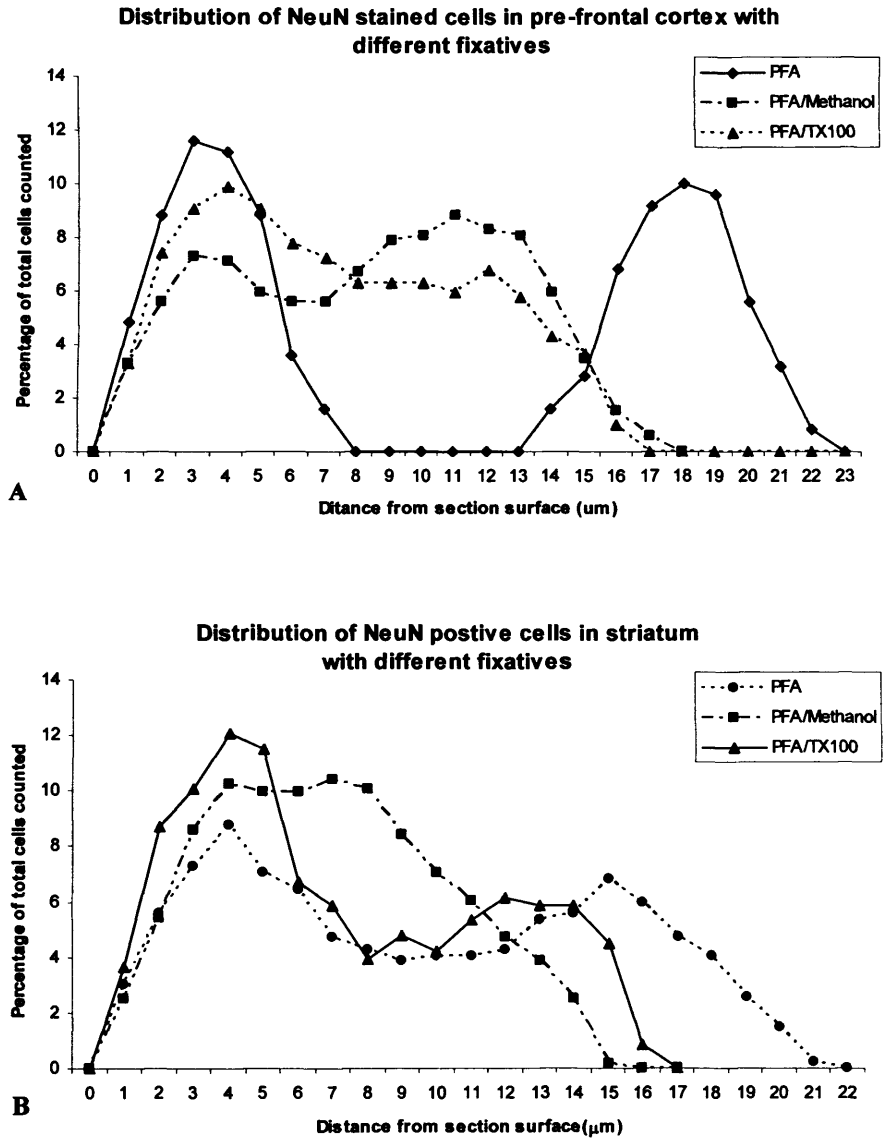 Distribution of NeuN stained cells in pre-frontal cortex with
different fixatives
PFA
PFA/Methanol
PFA/TX100
Percentage of total cells counted
14
12
10
8
6
4
2
0
0 1 2 3 4 5 6 7 8 9 10 11 12 13 14 15 16 17 18 19 20 21 22 23
A
Ditance from section surface (um)
Distribution of NeuN postive cells in striatum
with different fixatives
PFA
PFA/Methanol
PFA/TX100
Percentage of total cells counted
14
12
10
8
6
4
2
0
0 1 2 3 4 5 6 7 8 9 10 11 12 13 14 15 16 17 18 19 20 21 22
B
Distance from section surface(μm)